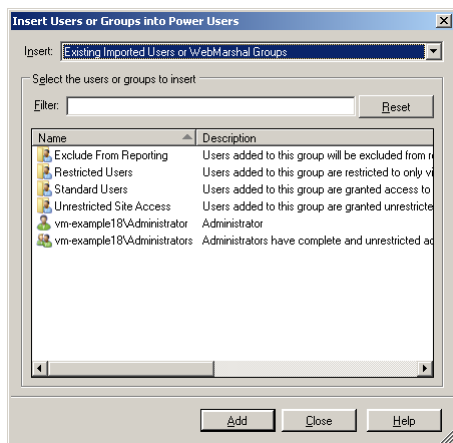 Insert Users or Groups into Power Users
Insert: Existing Imported Users or WebMarshal Groups
Select the users or groups to insert
Filter: Reset
Name Description
Exclude From Reporting Users added to this group will be excluded from r
Restricted Users Users added to this group are restricted to only vi
Standard Users Users added to this group are granted access to
Unrestricted Site Access Users added to this group are granted unrestricte
vm-example18\Administrator Administrator
vm-example18\Administrators Administrators have complete and unrestricted ac
Add Close Help